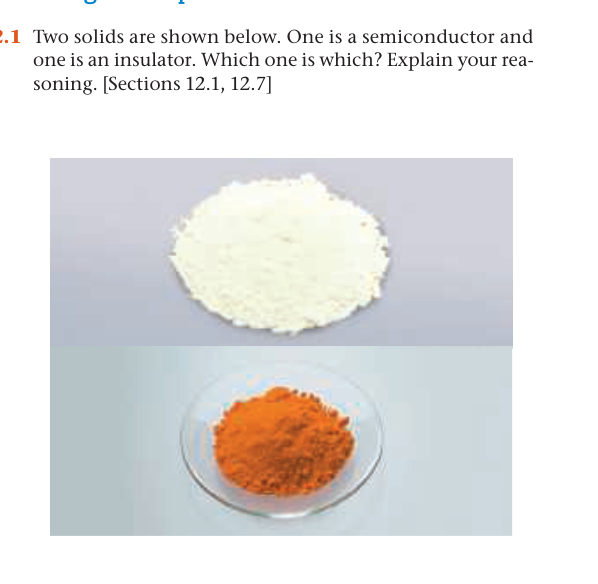 2.1 Two solids are shown below. One is a semiconductor and
one is an insulator. Which one is which? Explain your rea-
soning. [Sections 12.1, 12.7]